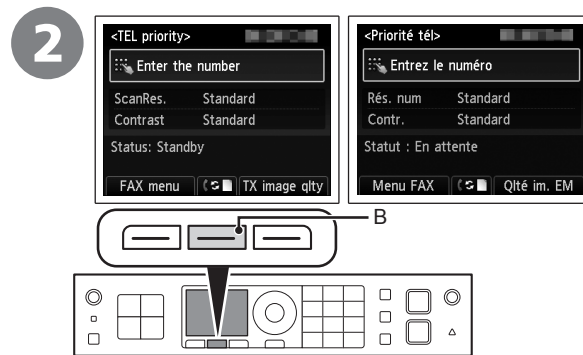 2
<TEL priority>
Enter the number
ScanRes. Standard
Contrast Standard
Status: Standby
FAX menu TX image qlty
<Priorité tél>
Entrez le numéro
Rés. num Standard
Contr. Standard
Statut : En attente
Menu FAX Qlté im. EM
B